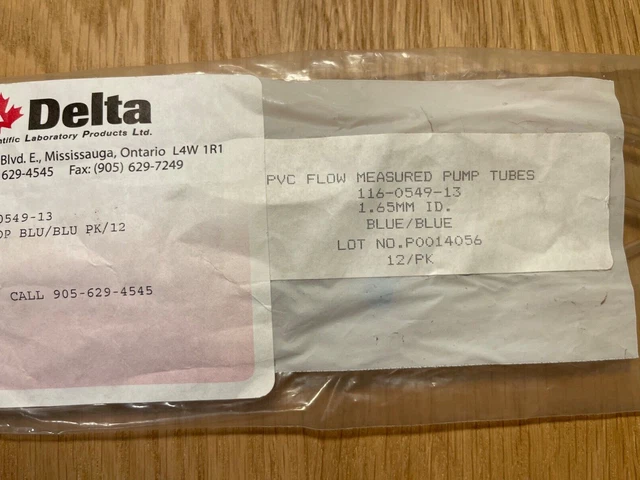 Delta
ntific Laboratory Products Ltd.
Blvd. E., Mississauga, Ontario L4W 1R1
629-4545 Fax: (905) 629-7249
0549-13
OP BLU/BLU PK/12
CALL 905-629-4545
PVC FLOW MEASURED PUMP TUBES
116-0549-13
1.65MM ID.
BLUE/BLUE
LOT NO.P0014056
12/PK